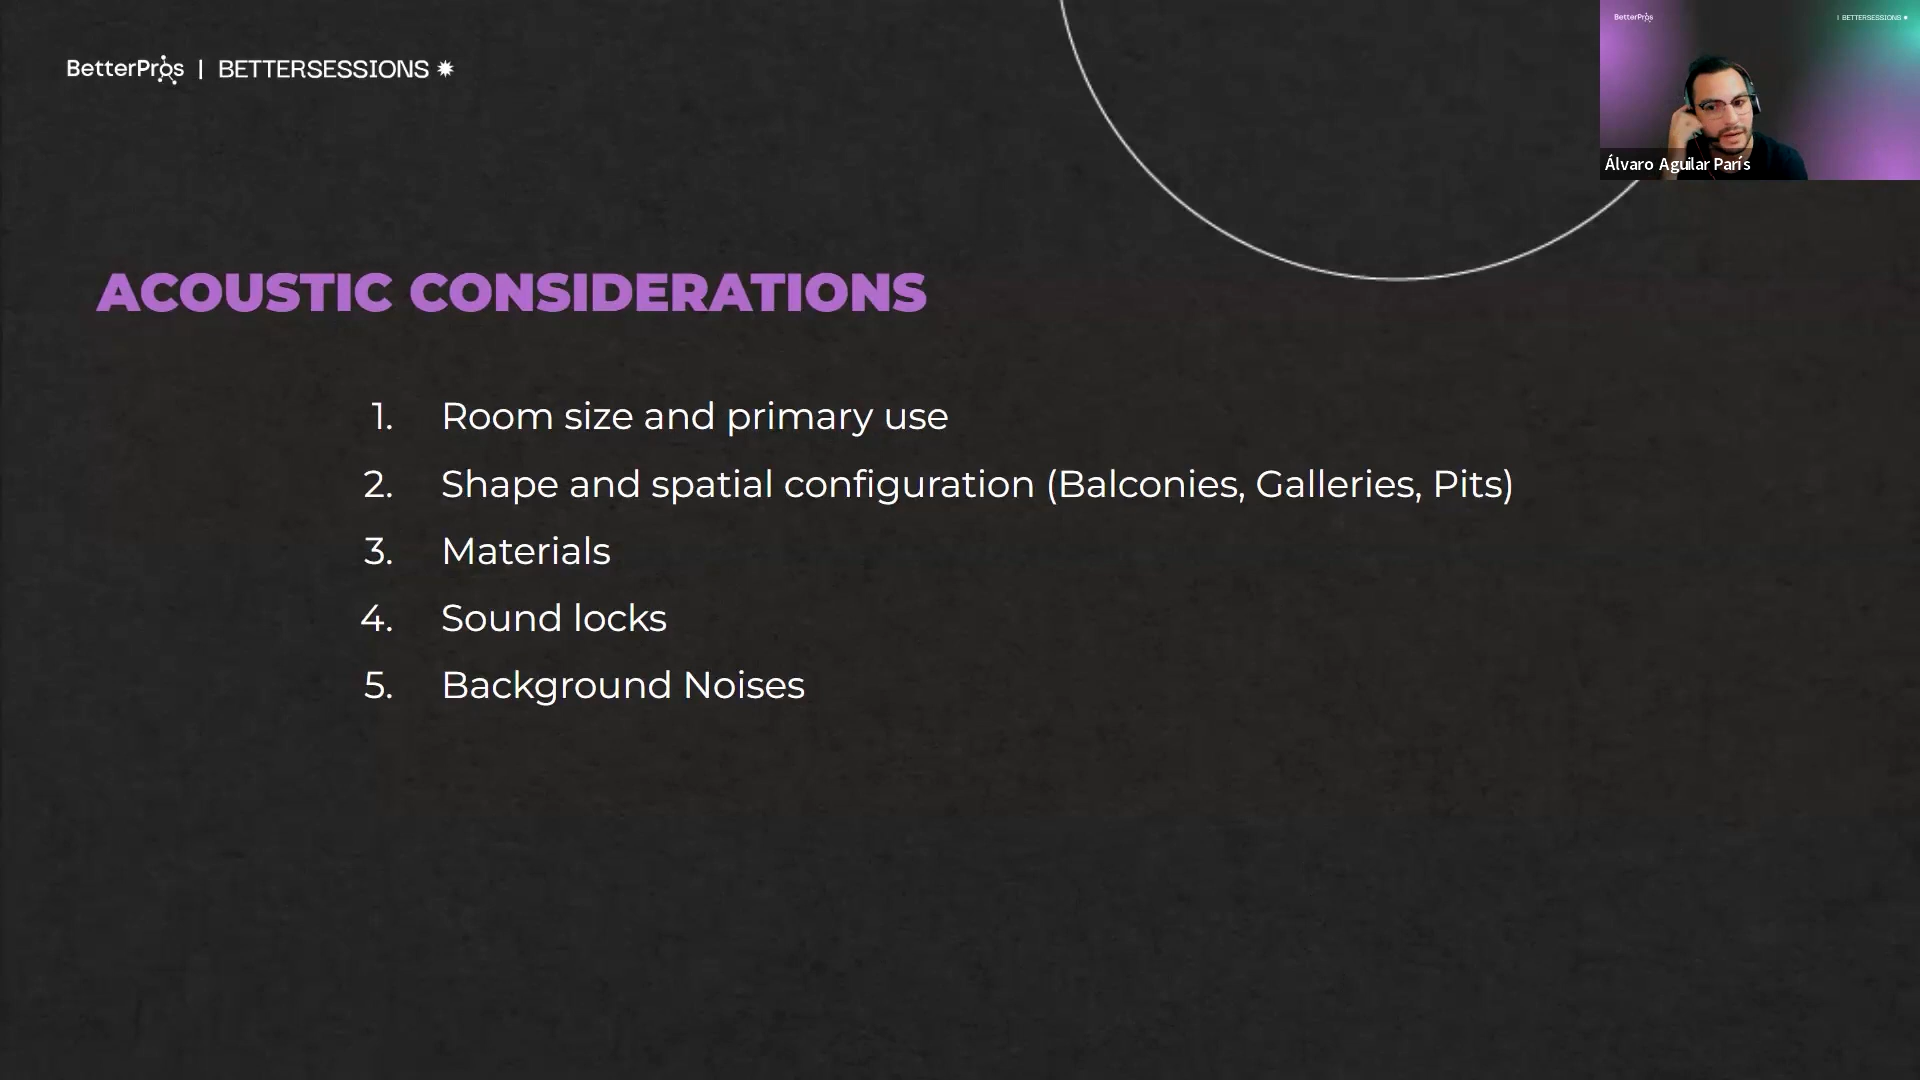 BetterPros | BETTERSESSIONS
BetterPros
| BETTERSESSIONS
Álvaro Aguilar París
ACOUSTIC CONSIDERATIONS
1. Room size and primary use
2. Shape and spatial configuration (Balconies, Galleries, Pits)
3. Materials
4. Sound locks
5. Background Noises